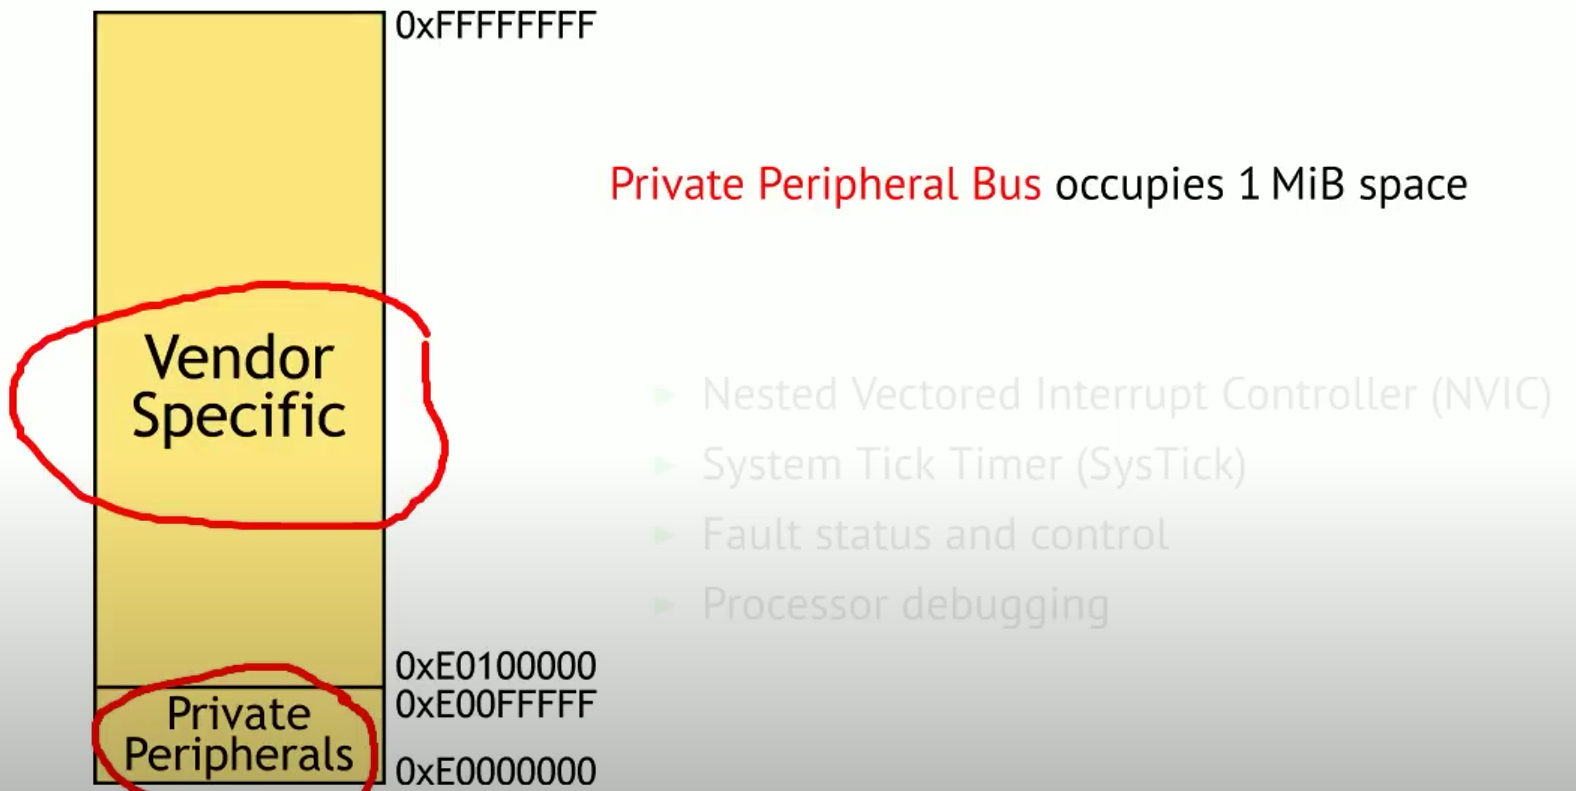 0xFFFFFFFF
Private Peripheral Bus occupies 1 MiB space
Vendor
Specific
Nested Vectored Interrupt Controller (NVIC)
System Tick Timer (SysTick)
Fault status and control
Processor debugging
0xE0100000
0xE00FFFFF
Private
Peripherals
0xE0000000